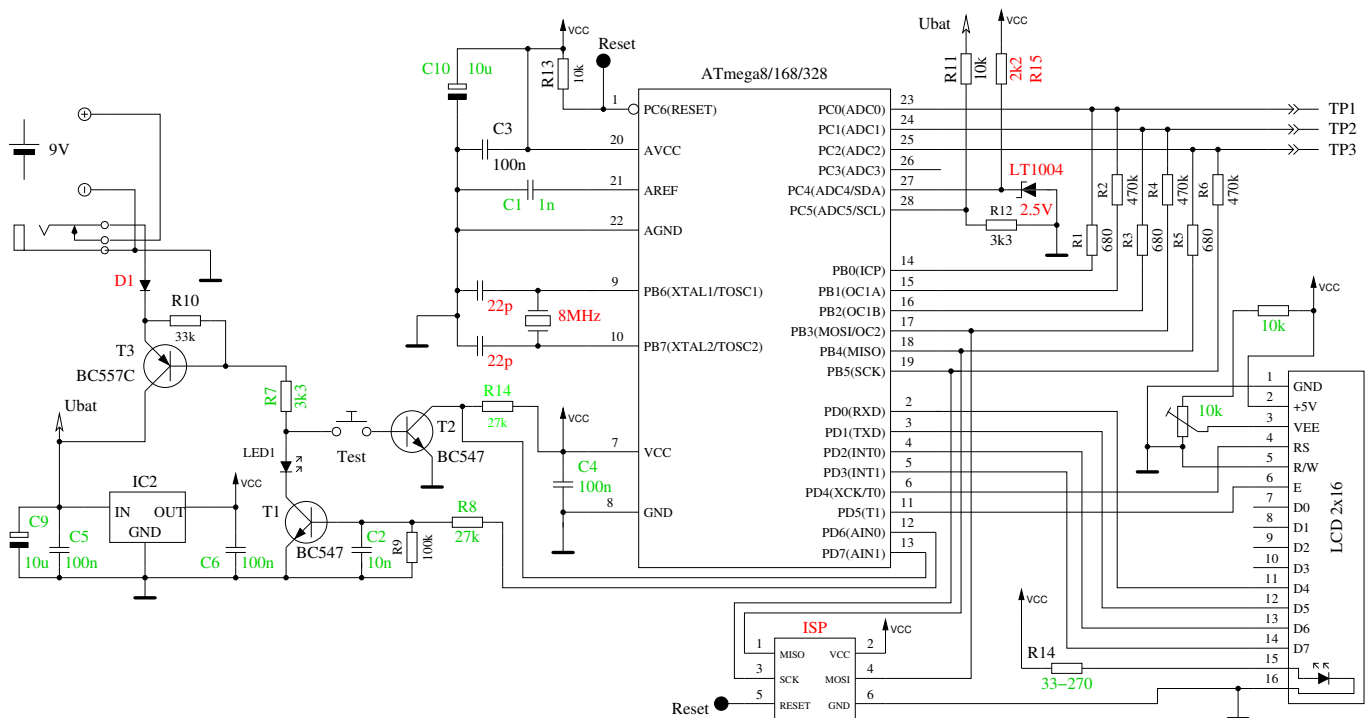 ATmega8/168/328
VCC
C10
10u
R13
10k
Reset
1
PC6(RESET)
C3
100n
20
AVCC
21
AREF
C1
1n
22
AGND
9
PB6(XTAL1/TOSC1)
22p
8MHz
10
PB7(XTAL2/TOSC2)
22p
7
VCC
8
GND
PC0(ADC0)
23
PC1(ADC1)
24
PC2(ADC2)
25
PC3(ADC3)
26
PC4(ADC4/SDA)
27
PC5(ADC5/SCL)
28
PB0(ICP)
14
PB1(OC1A)
15
PB2(OC1B)
16
PB3(MOSI/OC2)
17
PB4(MISO)
18
PB5(SCK)
19
PD0(RXD)
2
PD1(TXD)
3
PD2(INT0)
4
PD3(INT1)
5
PD4(XCK/T0)
6
PD5(T1)
11
PD6(AIN0)
12
PD7(AIN1)
13
Ubat
R11
10k
VCC
2k2
R15
LT1004
2.5V
R12
3k3
R1
680
R2
470k
R3
680
R4
470k
R5
680
R6
470k
TP1
TP2
TP3
9V
D1
R10
33k
T3
BC557C
Ubat
R7
3k3
LED1
Test
T2
BC547
R14
27k
VCC
C4
100n
T1
BC547
R8
27k
C2
10n
R9
100k
IC2
IN
OUT
GND
VCC
C9
10u
C5
100n
C6
100n
VCC
10k
10k
1
GND
2
+5V
3
VEE
4
RS
5
R/W
6
E
7
D0
8
D1
9
D2
10
D3
11
D4
12
D5
13
D6
14
D7
15
16
LCD 2x16
VCC
R14
33−270
ISP
1
MISO
3
SCK
5
RESET
VCC
2
MOSI
4
GND
6
VCC
Reset